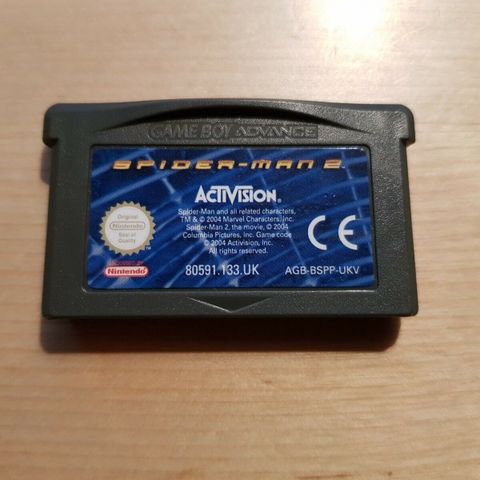 GAME BOY ADVANCE
SPIDER-MAN 2
ACTIVISION.
Spider-Man and all related characters,
TM & © 2004 Marvel Characters, Inc.
Spider-Man 2, the movie, © 2004
Columbia Pictures, Inc. Game code
© 2004 Activision, Inc.
All rights reserved.
Original
Nintendo
Seal of
Quality
CE
LICENSED BY
Nintendo
80591.133.UK
AGB-BSPP-UKV